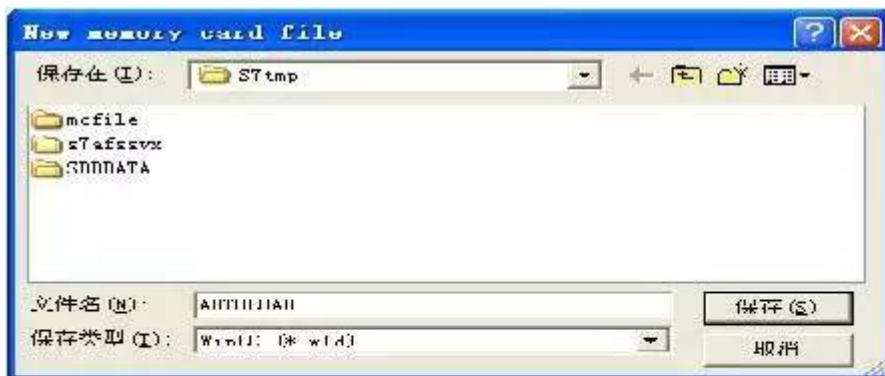 New memory card file
保存在(I): S7tmp
mcfile
s7afssvx
SDDDATA
文件名(N):
保存(S)
保存类型(T):
取消